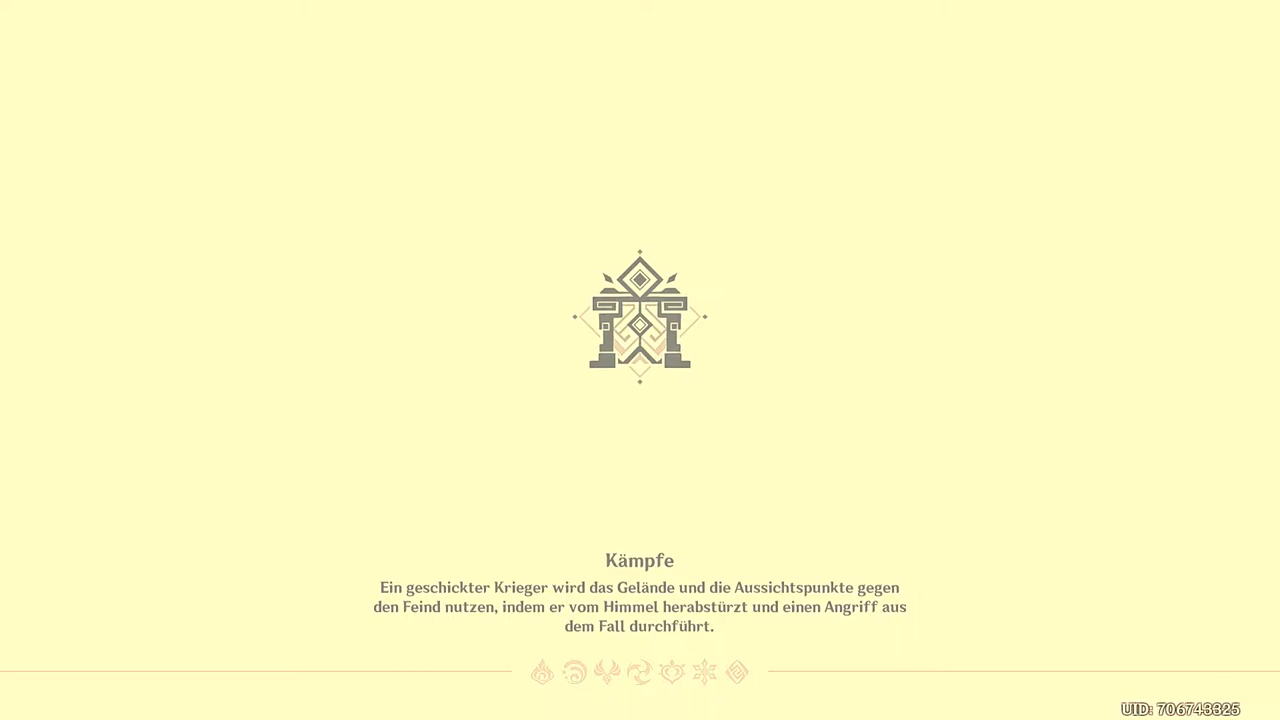 Kämpfe
Ein geschickter Krieger wird das Gelände und die Aussichtspunkte gegen
den Feind nutzen, indem er vom Himmel herabstürzt und einen Angriff aus
dem Fall durchführt.
UID: 706743325